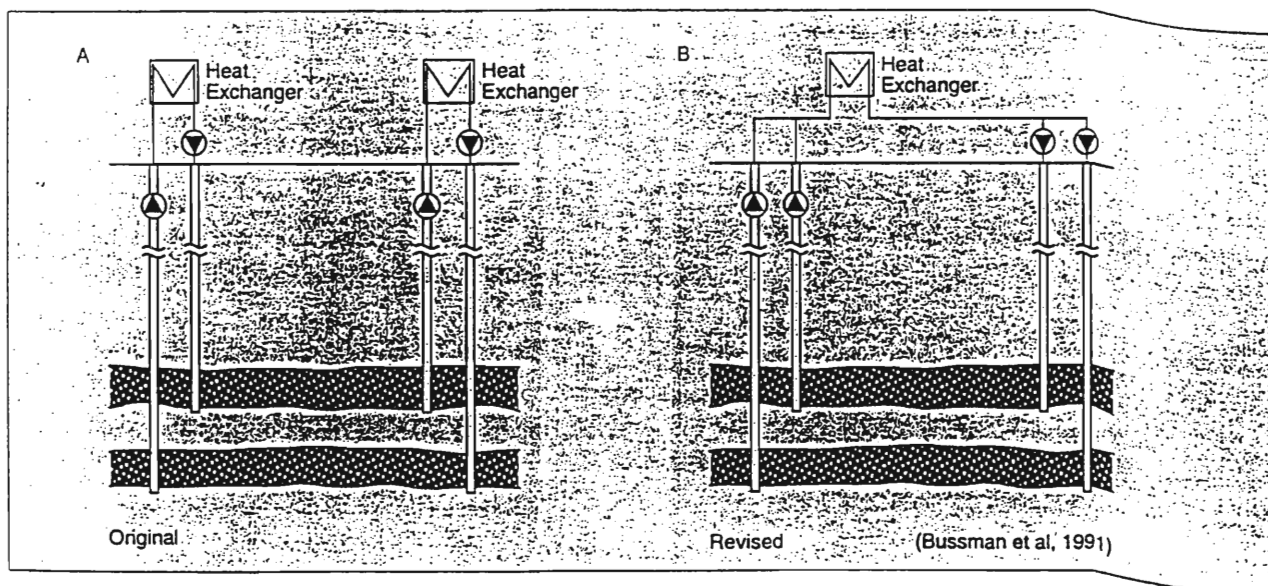 A
Heat
Exchanger
Heat
Exchanger
Original
B
Heat
Exchanger
Revised
(Bussman et al, 1991)